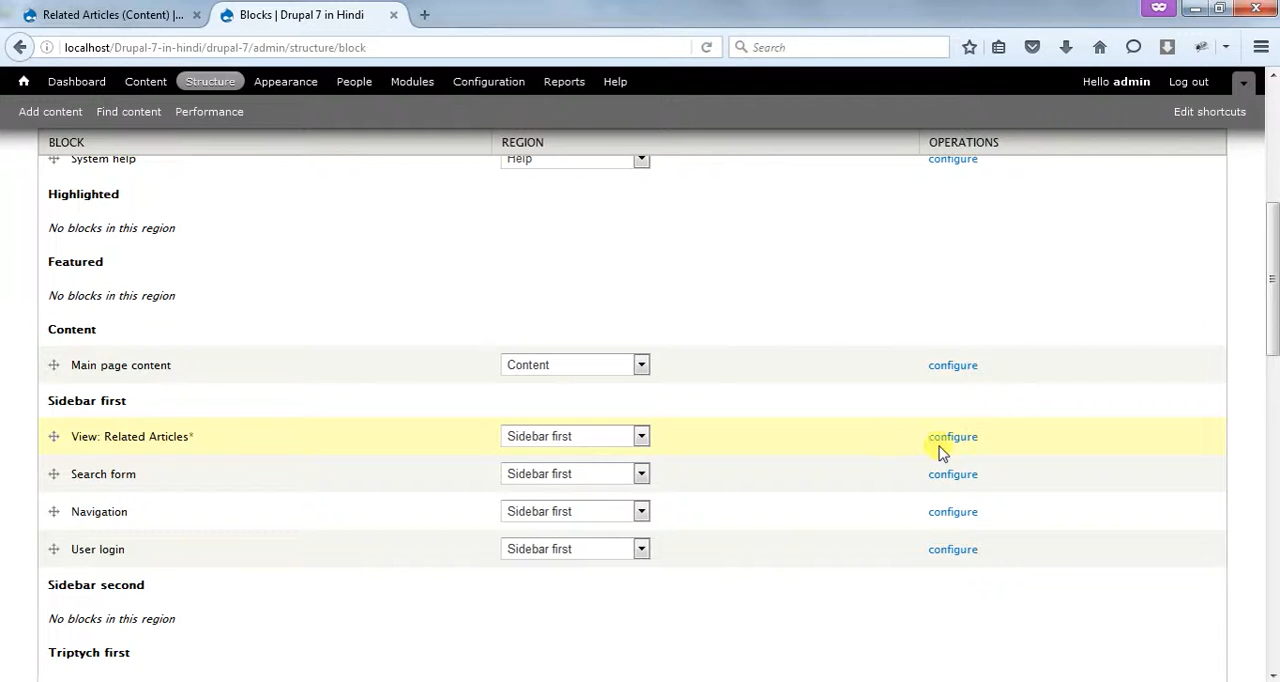 Related Articles (Content) |... × Blocks | Drupal 7 in Hindi × +
localhost/Drupal-7-in-hindi/drupal-7/admin/structure/block Search
Dashboard Content Structure Appearance People Modules Configuration Reports Help Hello admin Log out
Add content Find content Performance Edit shortcuts
BLOCK REGION OPERATIONS
System help Help configure
Highlighted
No blocks in this region
Featured
No blocks in this region
Content
Main page content Content configure
Sidebar first
View: Related Articles* Sidebar first configure
Search form Sidebar first configure
Navigation Sidebar first configure
User login Sidebar first configure
Sidebar second
No blocks in this region
Triptych first